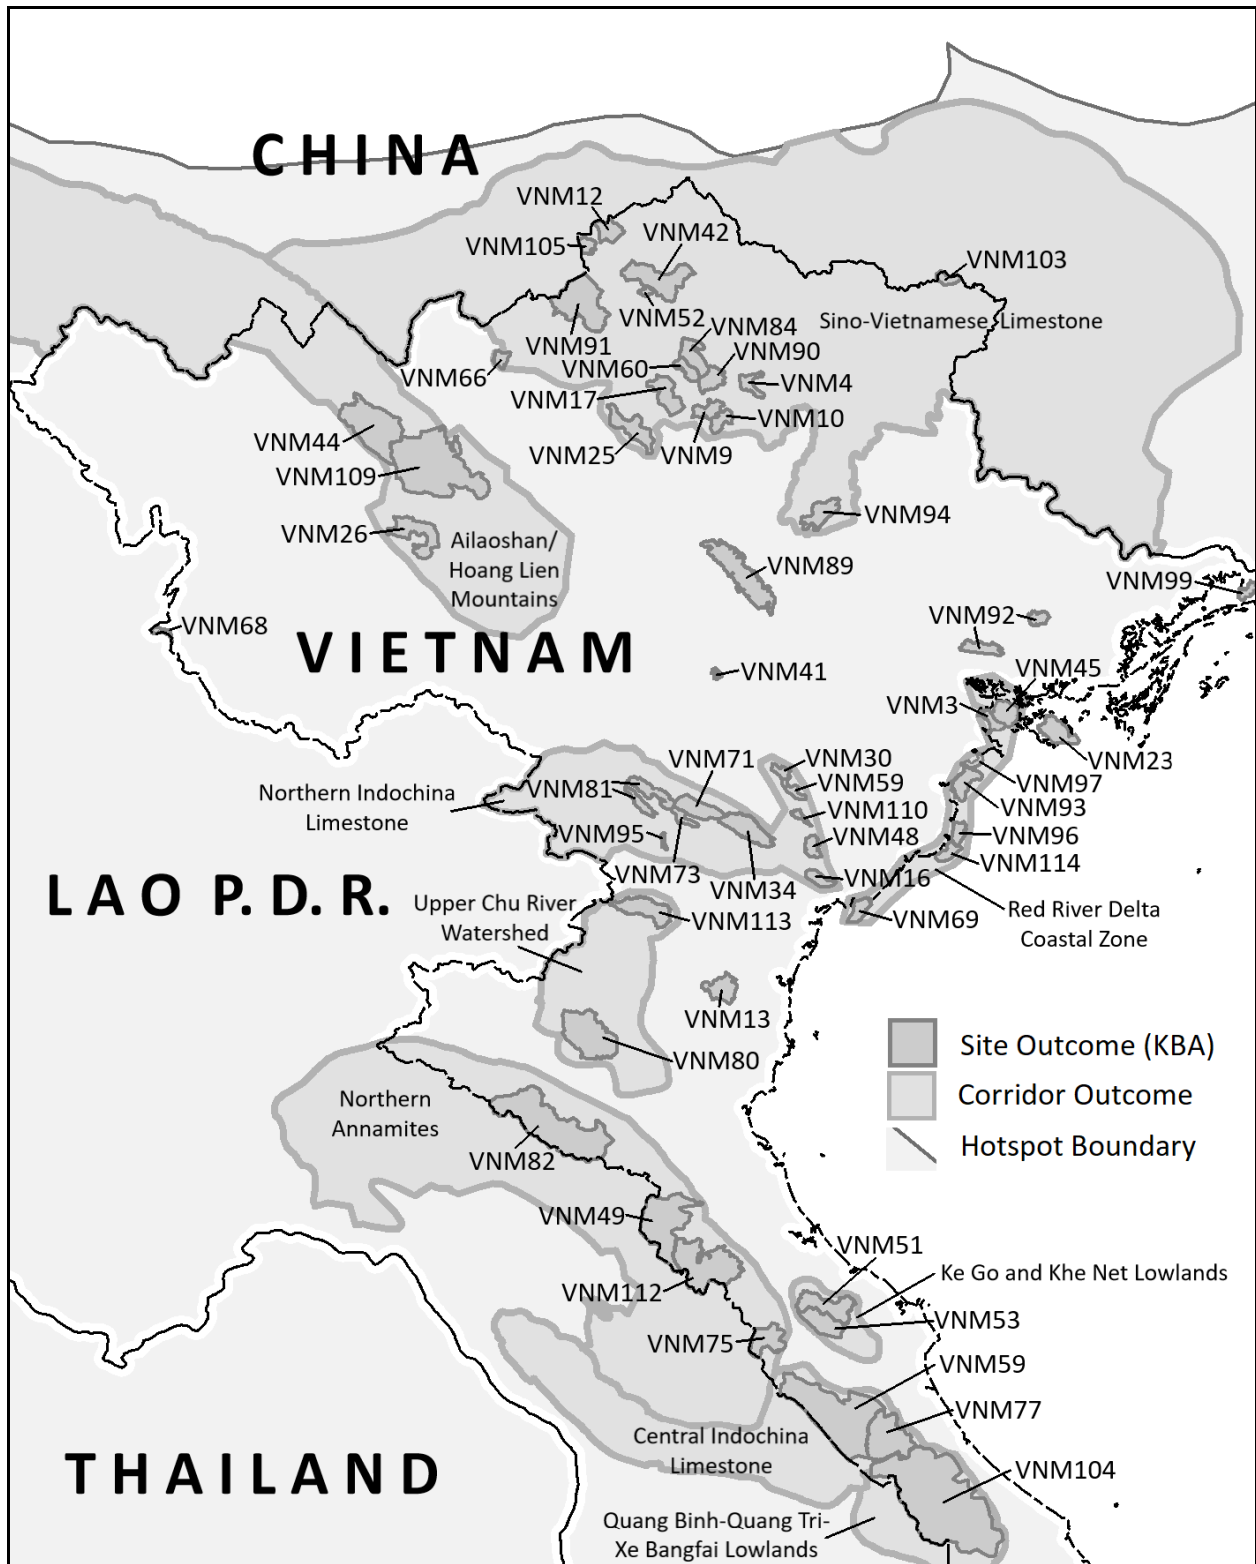 CHINA
VNM12
VNM42
VNM105
VNM103
VNM52
VNM84
Sino-Vietnamese Limestone
VNM91
VNM90
VNM60
VNM66
VNM4
VNM17
VNM10
VNM44
VNM25
VNM9
VNM109
VNM94
VNM26
Ailaoshan/
Hoang Lien
Mountains
VNM89
VNM99
VNM92
VNM68
VIETNAM
VNM41
VNM45
VNM3
VNM71
VNM30
VNM23
VNM59
VNM97
Northern Indochina
Limestone
VNM81
VNM93
VNM110
VNM95
VNM48
VNM96
VNM114
VNM73
VNM34
VNM16
LAO P.D.R.
Upper Chu River
Watershed
VNM113
VNM69
Red River Delta
Coastal Zone
VNM13
VNM80
Site Outcome (KBA)
Corridor Outcome
Hotspot Boundary
Northern
Annamites
VNM82
VNM49
VNM51
Ke Go and Khe Net Lowlands
VNM112
VNM53
VNM75
VNM59
VNM77
Central Indochina
Limestone
THAILAND
VNM104
Quang Binh-Quang Tri-
Xe Bangfai Lowlands